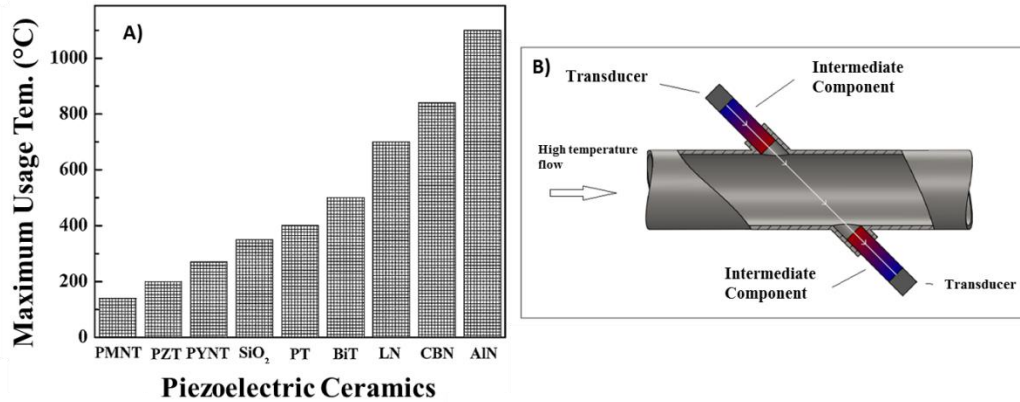 A)
Maximum Usage Tem. (°C)
1000
800
600
400
200
0
PMNT PZT PYNT SiO₂ PT BiT LN CBN AlN
Piezoelectric Ceramics
B)
Transducer
Intermediate
Component
High temperature
flow
Intermediate
Component
Transducer